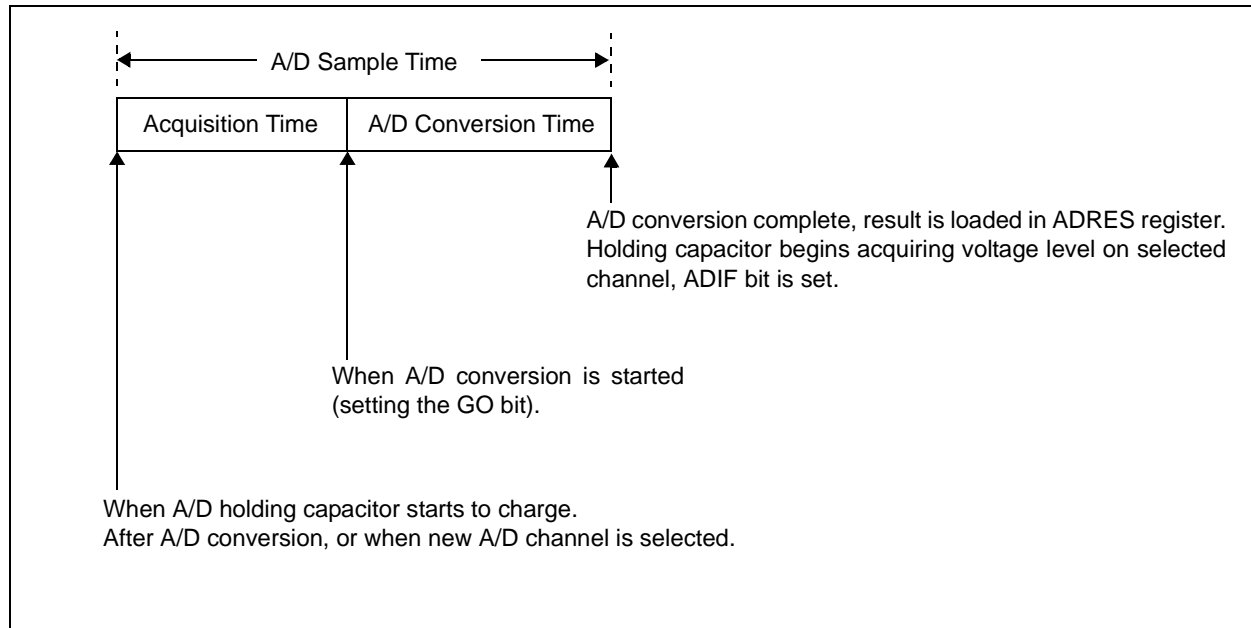 A/D Sample Time
Acquisition Time
A/D Conversion Time
A/D conversion complete, result is loaded in ADRES register.
Holding capacitor begins acquiring voltage level on selected
channel, ADIF bit is set.
When A/D conversion is started
(setting the GO bit).
When A/D holding capacitor starts to charge.
After A/D conversion, or when new A/D channel is selected.